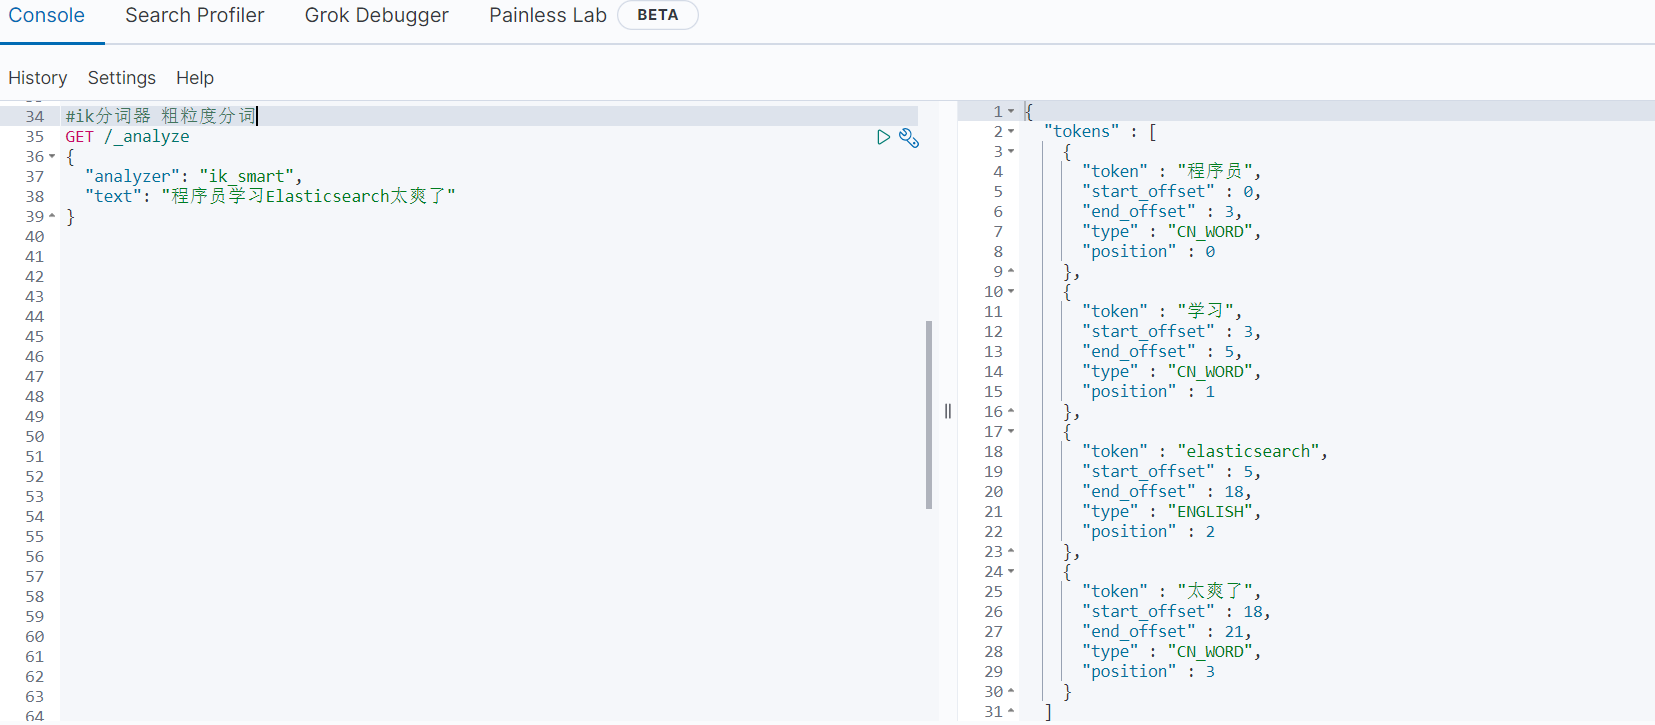 Console Search Profiler Grok Debugger Painless Lab BETA
History Settings Help
34 #ik分词器 粗粒度分词
35 GET /_analyze
36 {
37 "analyzer": "ik_smart",
38 "text": "程序员学习Elasticsearch太爽了"
39 }
40
41
42
43
44
45
46
47
48
49
50
51
52
53
54
55
56
57
58
59
60
61
62
63
64
1 {
2 "tokens" : [
3 {
4 "token" : "程序员",
5 "start_offset" : 0,
6 "end_offset" : 3,
7 "type" : "CN_WORD",
8 "position" : 0
9 },
10 {
11 "token" : "学习",
12 "start_offset" : 3,
13 "end_offset" : 5,
14 "type" : "CN_WORD",
15 "position" : 1
16 },
17 {
18 "token" : "elasticsearch",
19 "start_offset" : 5,
20 "end_offset" : 18,
21 "type" : "ENGLISH",
22 "position" : 2
23 },
24 {
25 "token" : "太爽了",
26 "start_offset" : 18,
27 "end_offset" : 21,
28 "type" : "CN_WORD",
29 "position" : 3
30 }
31 ]